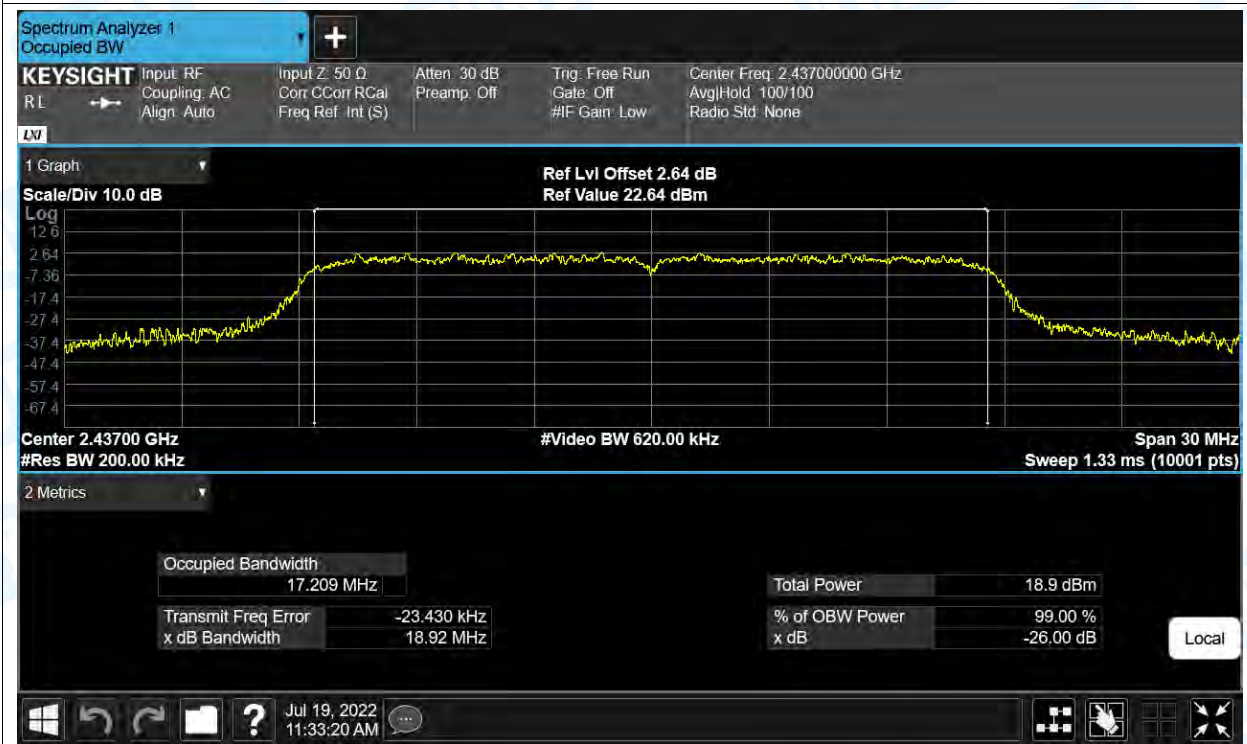 Spectrum Analyzer 1
Occupied BW
+
KEYSIGHT
RL
LXI
Input: RF
Coupling: AC
Align: Auto
Input Z: 50 Ω
Corr CCorr RCal
Freq Ref: Int (S)
Atten: 30 dB
Preamp: Off
Trig: Free Run
Gate: Off
#IF Gain: Low
Center Freq: 2.437000000 GHz
Avg|Hold: 100/100
Radio Std: None
1 Graph
Scale/Div 10.0 dB
Ref Lvl Offset 2.64 dB
Ref Value 22.64 dBm
Log
12.6
2.64
-7.36
-17.4
-27.4
-37.4
-47.4
-57.4
-67.4
Center 2.43700 GHz
#Video BW 620.00 kHz
Span 30 MHz
#Res BW 200.00 kHz
Sweep 1.33 ms (10001 pts)
2 Metrics
Occupied Bandwidth
17.209 MHz
Total Power 18.9 dBm
Transmit Freq Error -23.430 kHz
% of OBW Power 99.00 %
x dB Bandwidth 18.92 MHz
x dB -26.00 dB
Local
?
Jul 19, 2022
11:33:20 AM